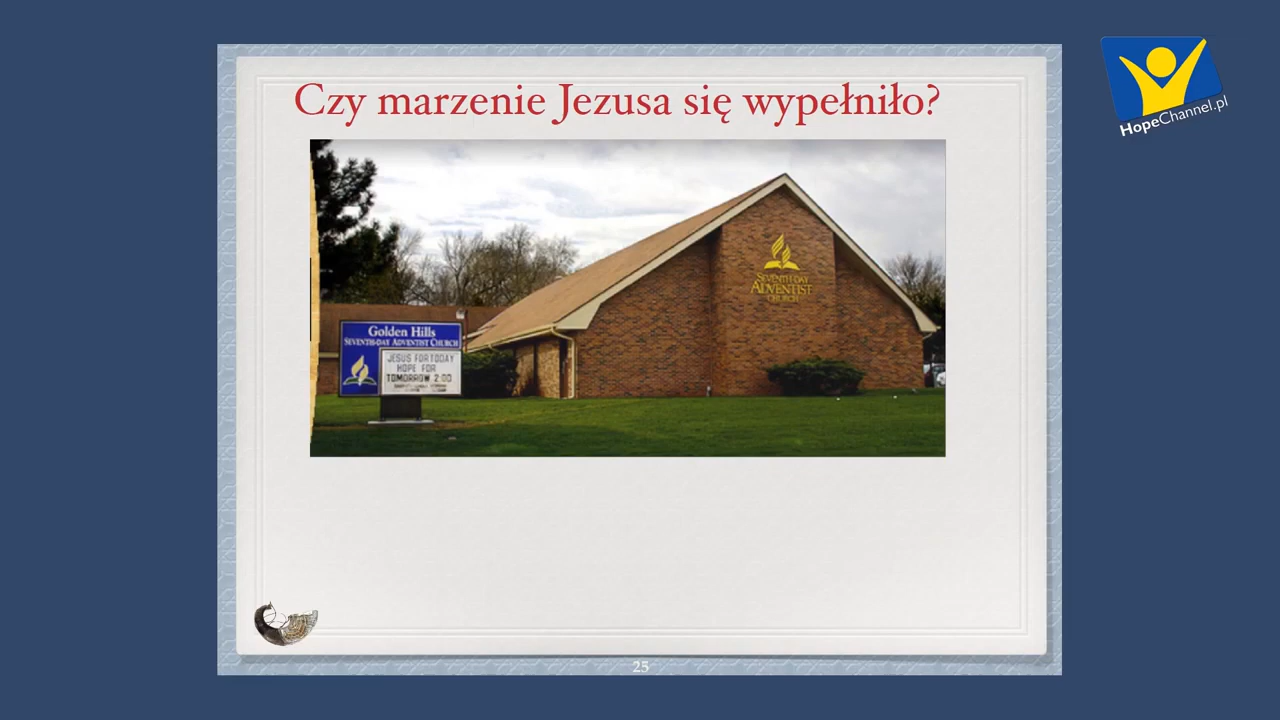 Czy marzenie Jezusa się wypełniło?
HopeChannel.pl
SEVENTH-DAY
ADVENTIST
CHURCH
Golden Hills
SEVENTH-DAY ADVENTIST CHURCH
JESUS FOR TODAY
HOPE FOR
TOMORROW 2:00
25